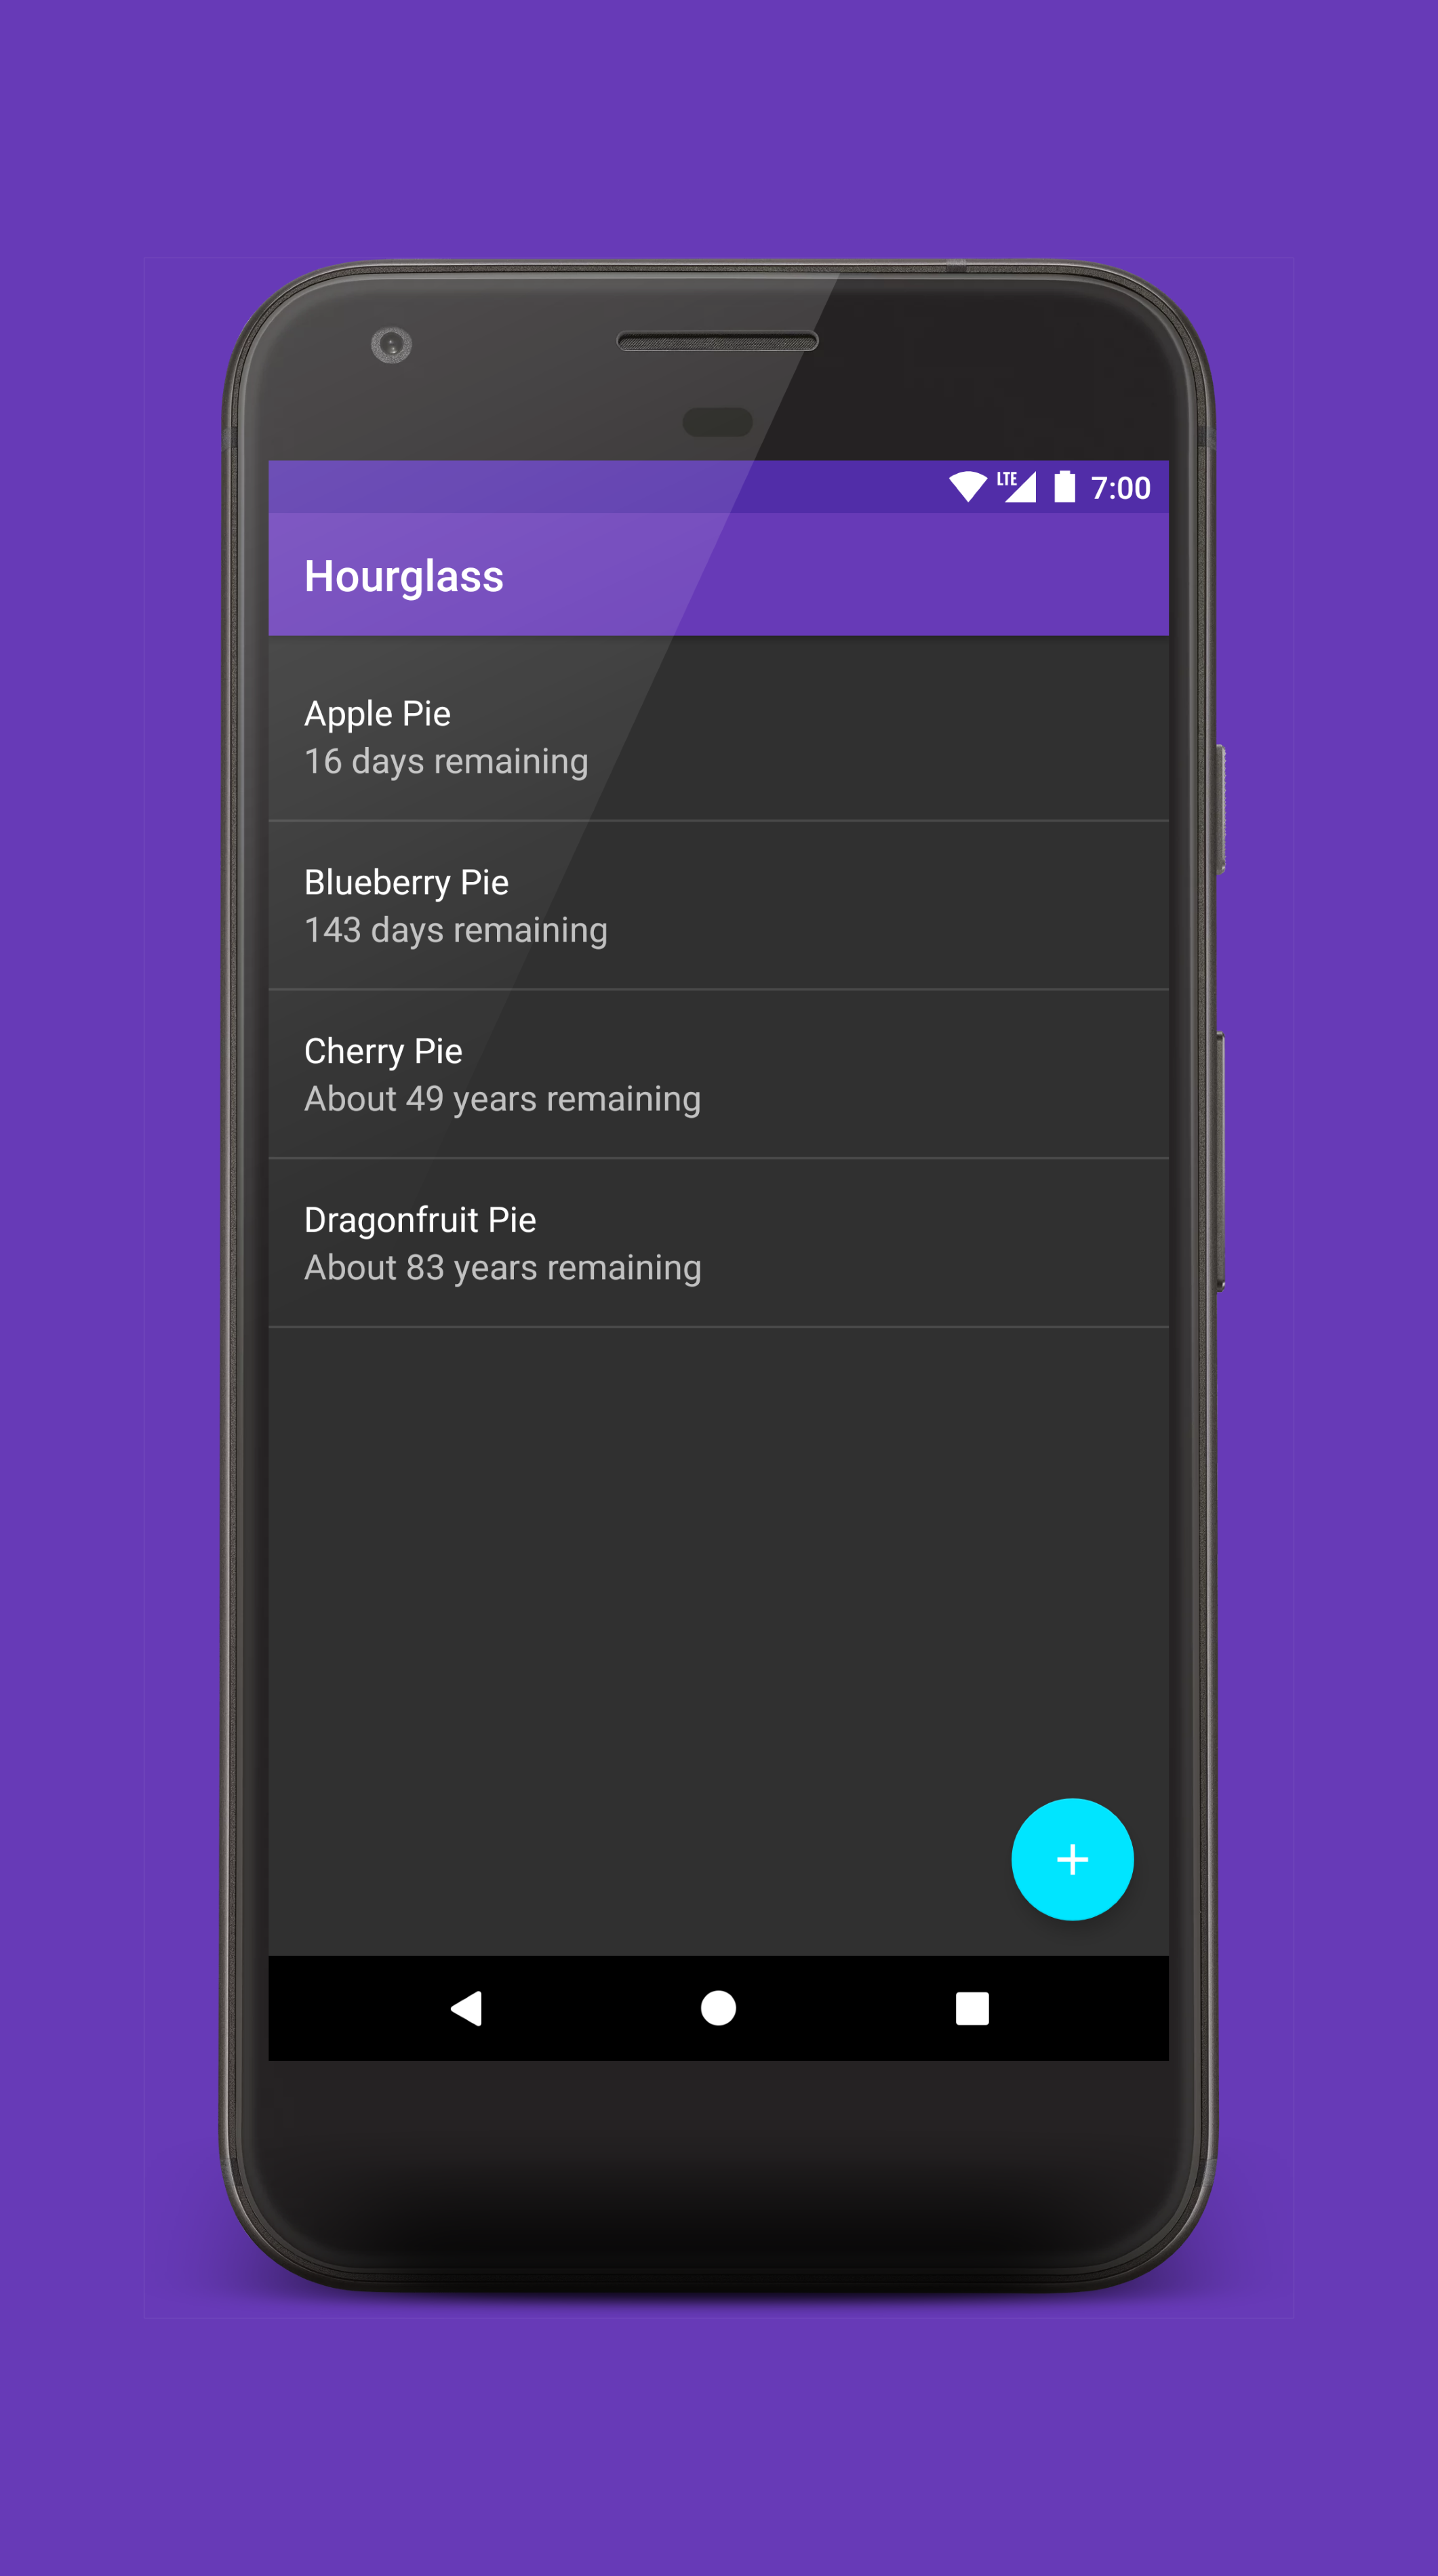 LTE 7:00
Hourglass
Apple Pie
16 days remaining
Blueberry Pie
143 days remaining
Cherry Pie
About 49 years remaining
Dragonfruit Pie
About 83 years remaining